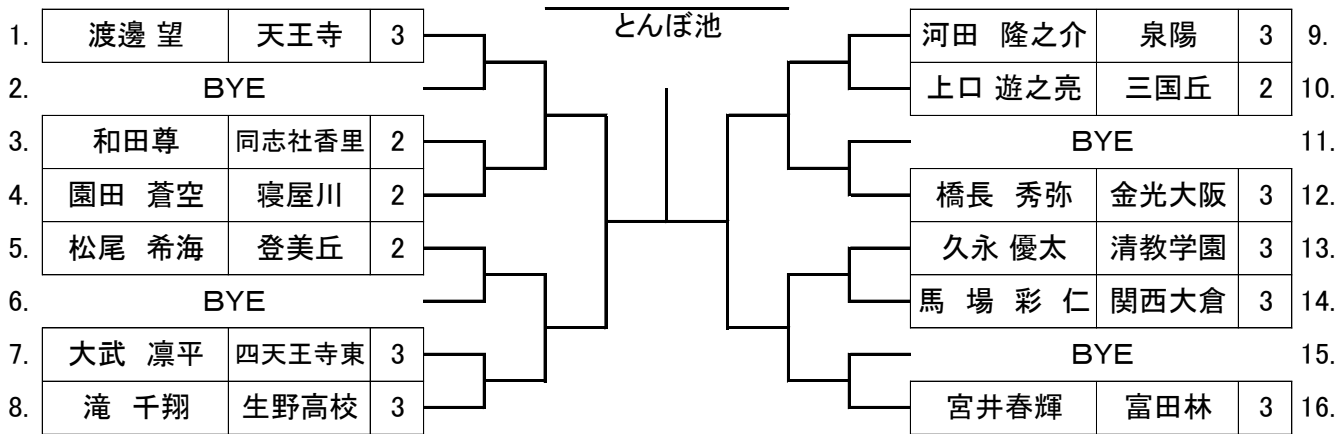 とんぼ池
1. 渡邊 望 天王寺 3
2. BYE
3. 和田尊 同志社香里 2
4. 園田 蒼空 寝屋川 2
5. 松尾 希海 登美丘 2
6. BYE
7. 大武 凛平 四天王寺東 3
8. 滝 千翔 生野高校 3
河田 隆之介 泉陽 3 9.
上口 遊之亮 三国丘 2 10.
BYE 11.
橋長 秀弥 金光大阪 3 12.
久永 優太 清教学園 3 13.
馬 場 彩 仁 関西大倉 3 14.
BYE 15.
宮井春輝 富田林 3 16.